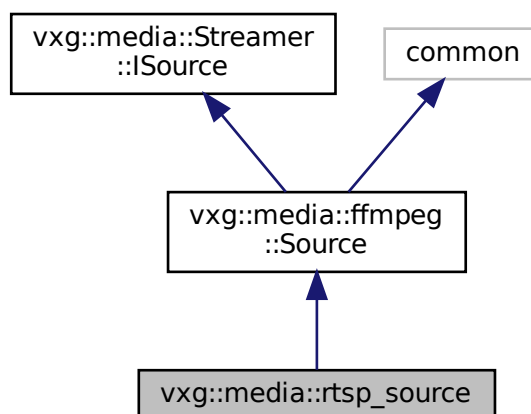 vxg::media::Streamer
::ISource
common
vxg::media::ffmpeg
::Source
vxg::media::rtsp_source